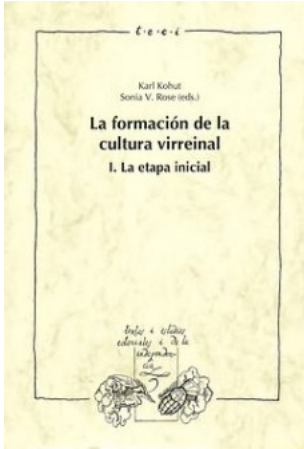 t·e·c·i
Karl Kohut
Sonia V. Rose (eds.)
La formación de la
cultura virreinal
I. La etapa inicial
textos i estudios
coloniales i de la
independen
cia